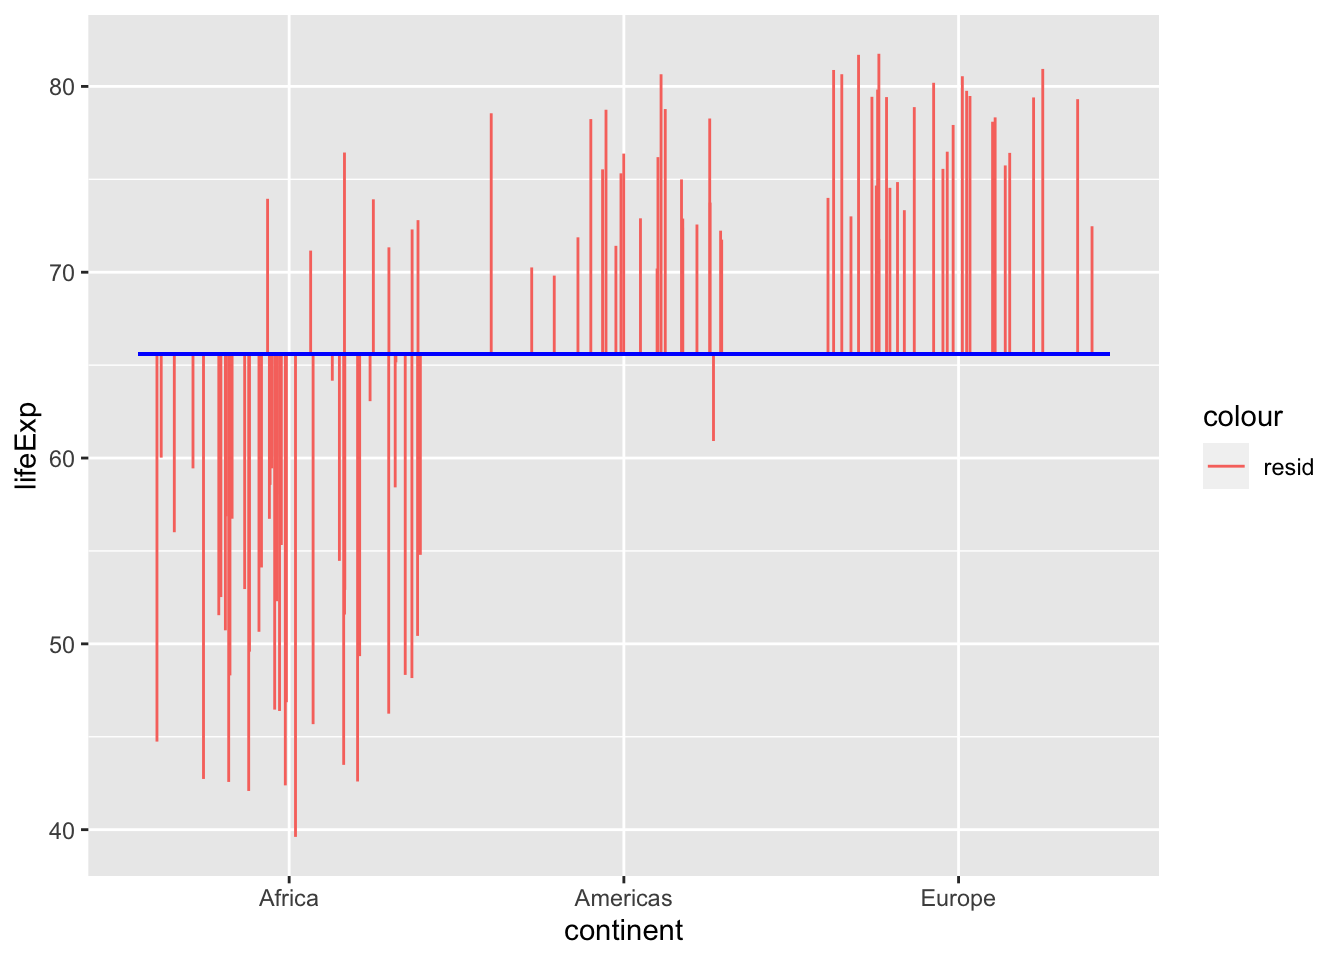 80
70
60
50
40
lifeExp
Africa
Americas
Europe
continent
colour
resid